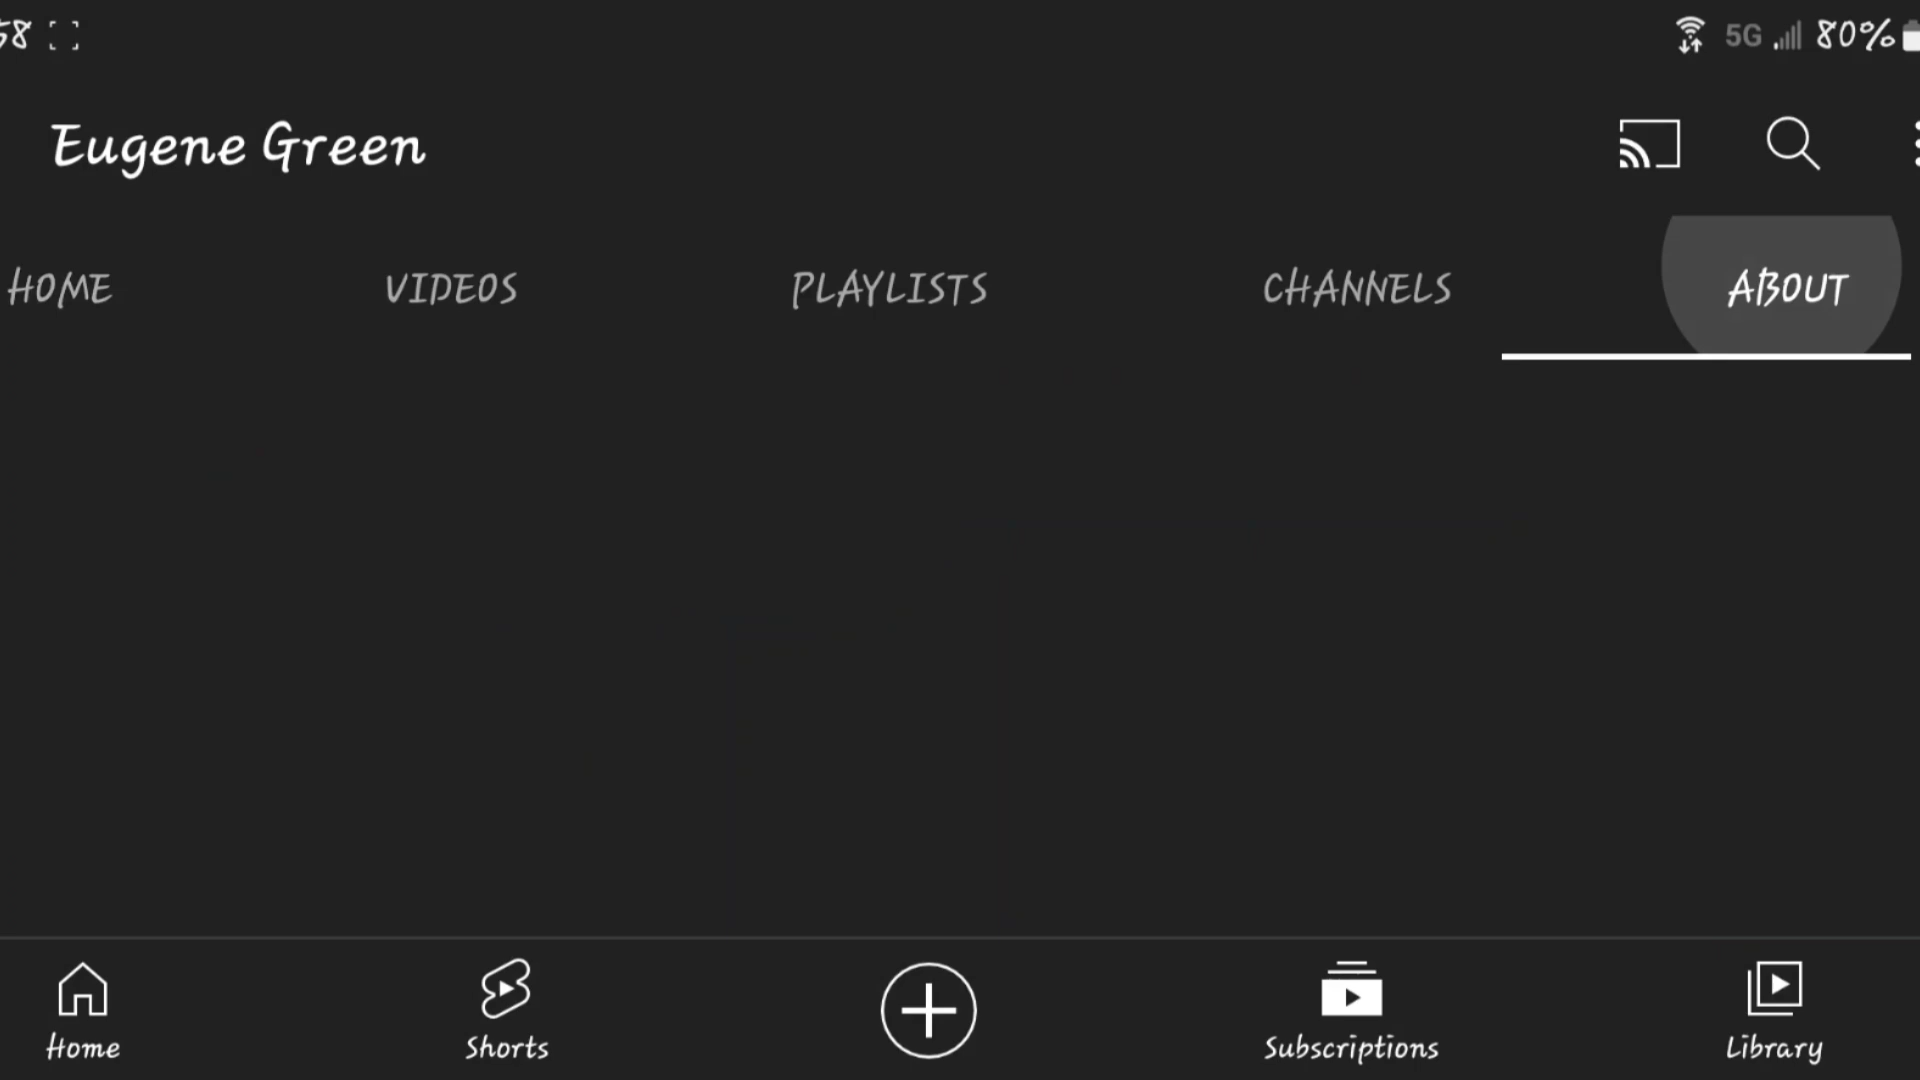 58 5G 80%
Eugene Green
HOME VIDEOS PLAYLISTS CHANNELS ABOUT
Home Shorts Subscriptions Library